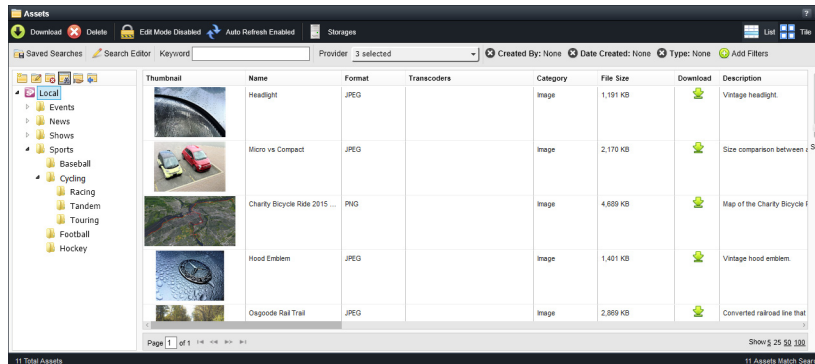 Assets ?
Download Delete Edit Mode Disabled Auto Refresh Enabled Storages List Tile
Saved Searches Search Editor Keyword Provider 3 selected Created By: None Date Created: None Type: None Add Filters
Thumbnail Name Format Transcoders Category File Size Download Description
Local
Events
News
Shows
Sports
Baseball
Cycling
Racing
Tandem
Touring
Football
Hockey
Headlight JPEG Image 1,191 KB Vintage headlight.
Micro vs Compact JPEG Image 2,170 KB Size comparison between a
Charity Bicycle Ride 2015 ... PNG Image 4,689 KB Map of the Charity Bicycle F
Hood Emblem JPEG Image 1,401 KB Vintage hood emblem.
Osgoode Rail Trail JPEG Image 2,869 KB Converted railroad line that
Page 1 of 1 Show 5 25 50 100
11 Total Assets 11 Assets Match Sear